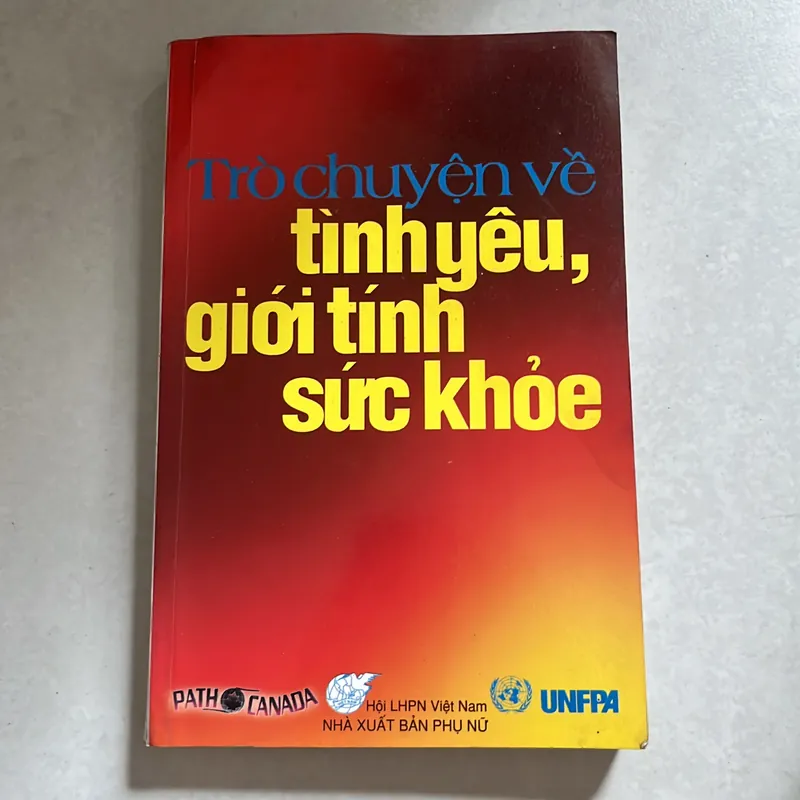 Trò chuyện về
tình yêu,
giới tính
sức khỏe
PATH CANADA
Hội LHPN Việt Nam
UNFPA
NHÀ XUẤT BẢN PHỤ NỮ